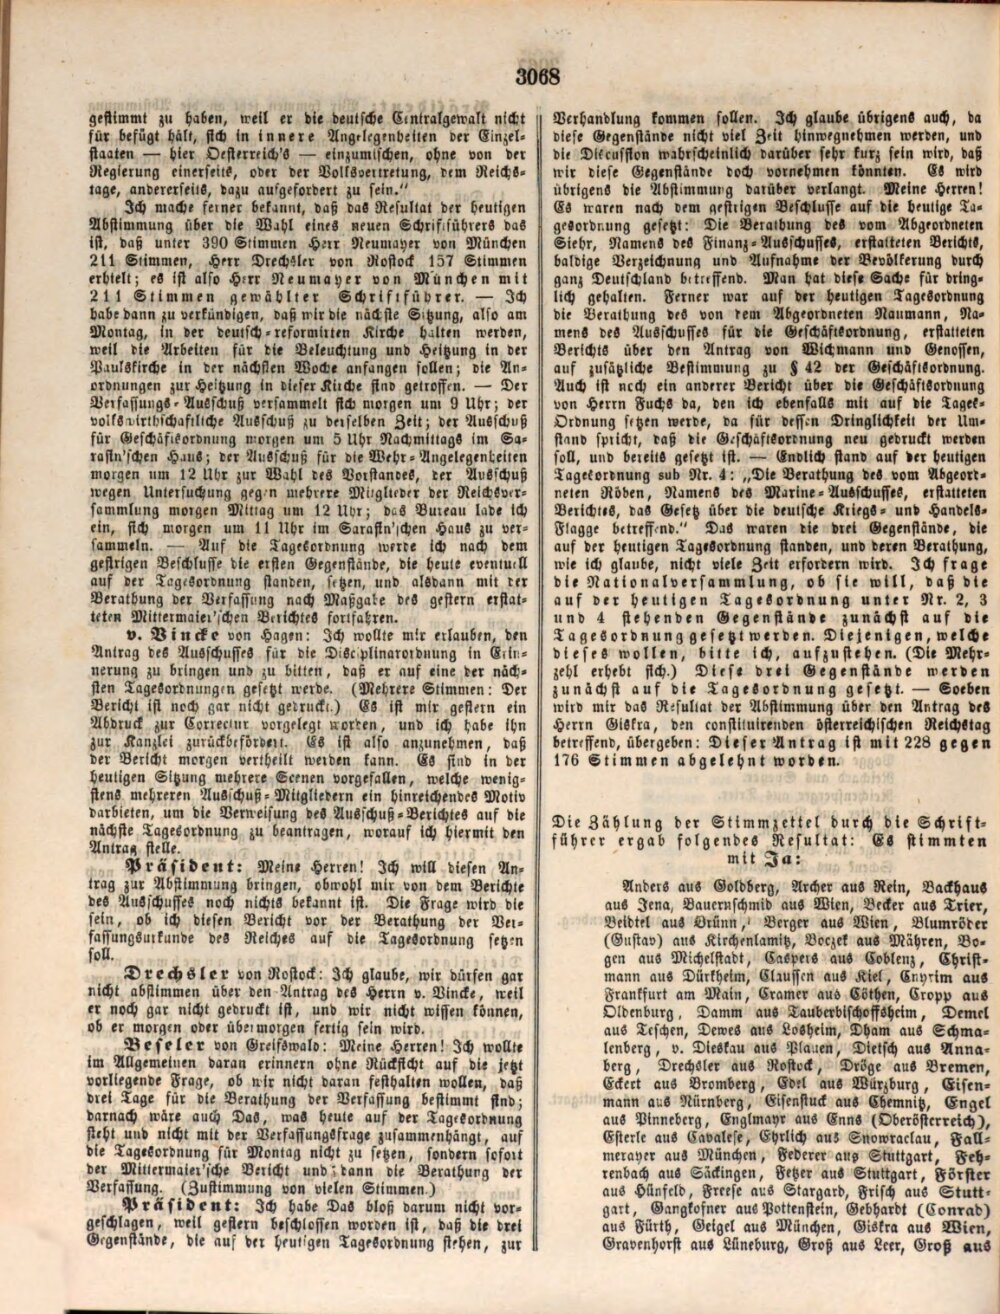 3068
gestimmt zu haben, weil er die deutsche Centralgewalt nicht
für befugt hält, sich in innere Angelegenheiten der Einzel-
staaten — hier Oesterreich's — einzumischen, ohne von der
Regierung einerseits, oder der Volksvertretung, dem Reichs-
tage, andererseits, dazu aufgefordert zu sein."
Ich mache ferner bekannt, daß das Resultat der heutigen
Abstimmung über die Wahl eines neuen Schriftführers das
ist, daß unter 390 Stimmen Herr Neumayer von München
211 Stimmen, Herr Drechsler von Rostock 157 Stimmen
erhielt; es ist also Herr Neumayer von München mit
211 Stimmen gewählter Schriftführer. — Ich
habe dann zu verkündigen, daß wir die nächste Sitzung, also am
Montag, in der deutsch-reformirten Kirche halten werden,
weil die Arbeiten für die Beleuchtung und Heitzung in der
Paulskirche in der nächsten Woche anfangen sollen; die An-
ordnungen zur Heitzung in dieser Kirche sind getroffen. — Der
Verfassungs-Ausschuß versammelt sich morgen um 9 Uhr; der
volkswirthschaftliche Ausschuß zu derselben Zeit; der Ausschuß
für Geschäftsordnung morgen um 5 Uhr Nachmittags im Sa-
rasin'schen Haus; der Ausschuß für die Wehr-Angelegenheiten
morgen um 12 Uhr zur Wahl des Vorstandes, der Ausschuß
wegen Untersuchung gegen mehrere Mitglieder der Reichsver-
sammlung morgen Mittag um 12 Uhr; das Bureau lade ich
ein, sich morgen um 11 Uhr im Sarasin'schen Haus zu ver-
sammeln. — Auf die Tagesordnung werde ich nach dem
gestrigen Beschlusse die ersten Gegenstände, die heute eventuell
auf der Tagesordnung standen, setzen, und alsdann mit der
Berathung der Verfassung nach Maßgabe des gestern erstat-
teten Mittermaier'schen Berichtes fortfahren.
v. Vincke von Hagen: Ich wollte mir erlauben, den
Antrag des Ausschusses für die Disciplinarordnung in Erin-
nerung zu bringen und zu bitten, daß er auf eine der näch-
sten Tagesordnungen gesetzt werde. (Mehrere Stimmen: Der
Bericht ist noch gar nicht gedruckt.) Es ist mir gestern ein
Abdruck zur Correctur vorgelegt worden, und ich habe ihn
zur Kanzlei zurückbefördert. Es ist also anzunehmen, daß
der Bericht morgen vertheilt werden kann. Es sind in der
heutigen Sitzung mehrere Scenen vorgefallen, welche wenig-
stens mehreren Ausschuß-Mitgliedern ein hinreichendes Motiv
darbieten, um die Verweisung des Ausschuß-Berichtes auf die
nächste Tagesordnung zu beantragen, worauf ich hiermit den
Antrag stelle.
Präsident: Meine Herren! Ich will diesen An-
trag zur Abstimmung bringen, obwohl mir von dem Berichte
des Ausschusses noch nichts bekannt ist. Die Frage wird die
sein, ob ich diesen Bericht vor der Berathung der Ver-
fassungsurkunde des Reiches auf die Tagesordnung setzen
soll.
Drechsler von Rostock: Ich glaube, wir dürfen gar
nicht abstimmen über den Antrag des Herrn v. Vincke, weil
er noch gar nicht gedruckt ist, und wir nicht wissen können,
ob er morgen oder übermorgen fertig sein wird.
Beseler von Greifswald: Meine Herren! Ich wollte
im Allgemeinen daran erinnern ohne Rücksicht auf die jetzt
vorliegende Frage, ob wir nicht daran festhalten wollen, daß
drei Tage für die Berathung der Verfassung bestimmt sind;
darnach wäre auch Das, was heute auf der Tagesordnung
steht und nicht mit der Verfassungsfrage zusammenhängt, auf
die Tagesordnung für Montag nicht zu setzen, sondern sofort
der Mittermaier'sche Bericht und dann die Berathung der
Verfassung. (Zustimmung von vielen Stimmen.)
Präsident: Ich habe Das bloß darum nicht vor-
geschlagen, weil gestern beschlossen worden ist, daß die drei
Gegenstände, die auf der heutigen Tagesordnung stehen, zur
Verhandlung kommen sollen. Ich glaube übrigens auch, da
diese Gegenstände nicht viel Zeit hinwegnehmen werden, und
die Discussion wahrscheinlich darüber sehr kurz sein wird, daß
wir diese Gegenstände doch vornehmen könnten. Es wird
übrigens die Abstimmung darüber verlangt. Meine Herren!
Es waren nach dem gestrigen Beschlusse auf die heutige Ta-
gesordnung gesetzt: Die Berathung des vom Abgeordneten
Stehr, Namens des Finanz-Ausschusses, erstatteten Berichts,
baldige Verzeichnung und Aufnahme der Bevölkerung durch
ganz Deutschland betreffend. Man hat diese Sache für dring-
lich gehalten. Ferner war auf der heutigen Tagesordnung
die Berathung des von dem Abgeordneten Naumann, Na-
mens des Ausschusses für die Geschäftsordnung, erstatteten
Berichts über den Antrag von Wichmann und Genossen,
auf zusätzliche Bestimmung zu § 42 der Geschäftsordnung.
Auch ist noch ein anderer Bericht über die Geschäftsordnung
von Herrn Fuchs da, den ich ebenfalls mit auf die Tages-
Ordnung setzen werde, da für dessen Dringlichkeit der Um-
stand spricht, daß die Geschäftsordnung neu gedruckt werden
soll, und bereits gesetzt ist. — Endlich stand auf der heutigen
Tagesordnung sub Nr. 4: „Die Berathung des vom Abgeord-
neten Röben, Namens des Marine-Ausschusses, erstatteten
Berichtes, das Gesetz über die deutsche Kriegs- und Handels-
Flagge betreffend." Das waren die drei Gegenstände, die
auf der heutigen Tagesordnung standen, und deren Berathung,
wie ich glaube, nicht viele Zeit erfordern wird. Ich frage
die Nationalversammlung, ob sie will, daß die
auf der heutigen Tagesordnung unter Nr. 2, 3
und 4 stehenden Gegenstände zunächst auf die
Tagesordnung gesetzt werden. Diejenigen, welche
dieses wollen, bitte ich, aufzustehen. (Die Mehr-
zahl erhebt sich.) Diese drei Gegenstände werden
zunächst auf die Tagesordnung gesetzt. — Soeben
wird mir das Resultat der Abstimmung über den Antrag des
Herrn Giskra, den constituirenden österreichischen Reichstag
betreffend, übergeben: Dieser Antrag ist mit 228 gegen
176 Stimmen abgelehnt worden.
Die Zählung der Stimmzettel durch die Schrift-
führer ergab folgendes Resultat: Es stimmten
mit Ja:
Anders aus Goldberg, Archer aus Rein, Backhaus
aus Jena, Bauernschmid aus Wien, Becker aus Trier,
Beidtel aus Brünn, Berger aus Wien, Blumröder
(Gustav) aus Kirchenlamitz, Boczek aus Mähren, Bo-
gen aus Michelstadt, Caspers aus Coblenz, Christ-
mann aus Dürkheim, Claussen aus Kiel, Cnyrim aus
Frankfurt am Main, Cramer aus Cöthen, Cropp aus
Oldenburg, Damm aus Tauberbischoffsheim, Demel
aus Teschen, Dewes aus Losheim, Dham aus Schma-
lenberg, v. Dieskau aus Plauen, Dietsch aus Anna-
berg, Drechsler aus Rostock, Dröge aus Bremen,
Eckert aus Bromberg, Edel aus Würzburg, Eisen-
mann aus Nürnberg, Eisenstuck aus Chemnitz, Engel
aus Pinneberg, Englmayr aus Enns (Oberösterreich),
Esterle aus Cavalese, Ehrlich aus Snowraclau, Fall-
merayer aus München, Federer aus Stuttgart, Feh-
renbach aus Säckingen, Fetzer aus Stuttgart, Förster
aus Hünfeld, Freese aus Stargard, Frisch aus Stutt-
gart, Gangkofner aus Pottenstein, Gebhardt (Conrad)
aus Fürth, Geigel aus München, Giskra aus Wien,
Gravenhorst aus Lüneburg, Groß aus Leer, Groß aus